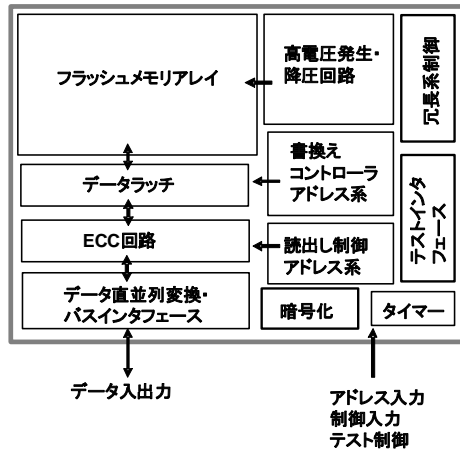 フラッシュメモリアレイ
高電圧発生・
降圧回路
冗長系制御
データラッチ
書換え
コントローラ
アドレス系
テストインタ
フェース
ECC回路
読出し制御
アドレス系
データ直並列変換・
バスインタフェース
暗号化
タイマー
データ入出力
アドレス入力
制御入力
テスト制御